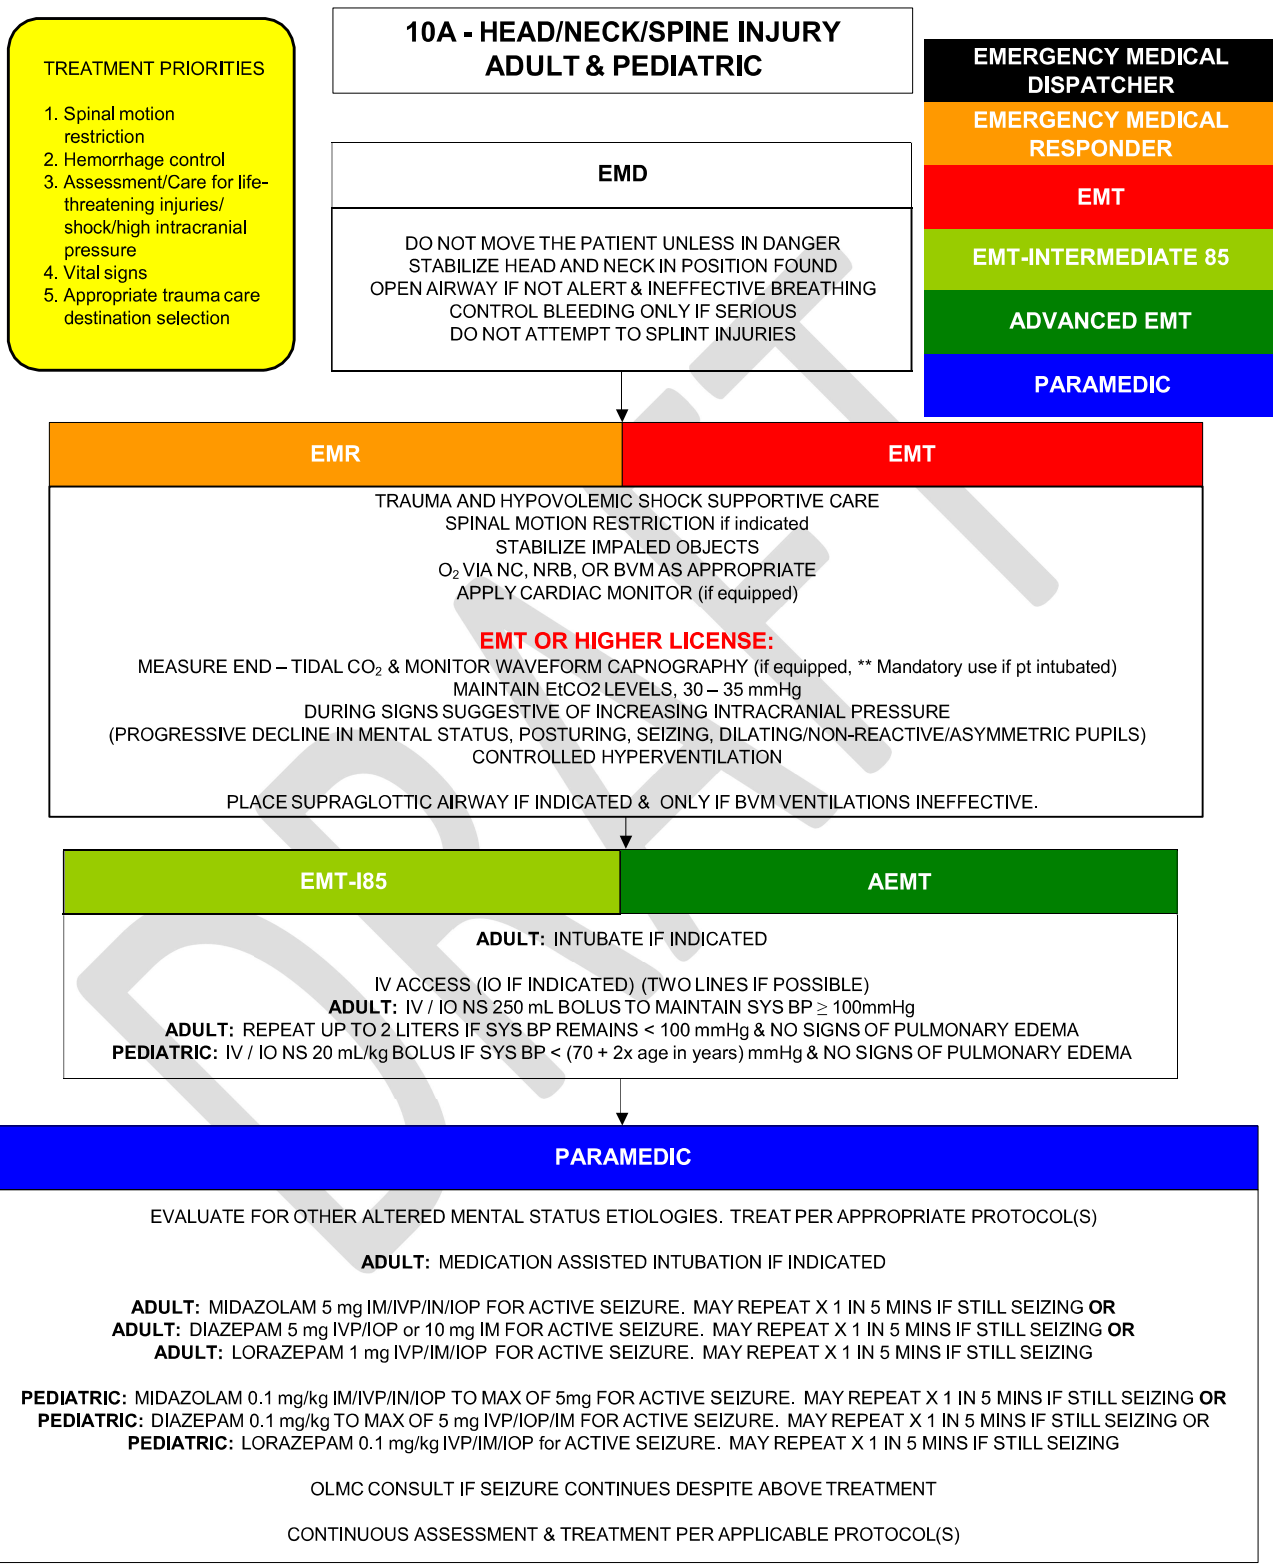 10A - HEAD/NECK/SPINE INJURY
ADULT & PEDIATRIC
TREATMENT PRIORITIES
1. Spinal motion
restriction
2. Hemorrhage control
3. Assessment/Care for life-
threatening injuries/
shock/high intracranial
pressure
4. Vital signs
5. Appropriate trauma care
destination selection
EMERGENCY MEDICAL
DISPATCHER
EMERGENCY MEDICAL
RESPONDER
EMT
EMT-INTERMEDIATE 85
ADVANCED EMT
PARAMEDIC
EMD
DO NOT MOVE THE PATIENT UNLESS IN DANGER
STABILIZE HEAD AND NECK IN POSITION FOUND
OPEN AIRWAY IF NOT ALERT & INEFFECTIVE BREATHING
CONTROL BLEEDING ONLY IF SERIOUS
DO NOT ATTEMPT TO SPLINT INJURIES
EMR
EMT
TRAUMA AND HYPOVOLEMIC SHOCK SUPPORTIVE CARE
SPINAL MOTION RESTRICTION if indicated
STABILIZE IMPALED OBJECTS
O₂ VIA NC, NRB, OR BVM AS APPROPRIATE
APPLY CARDIAC MONITOR (if equipped)
EMT OR HIGHER LICENSE:
MEASURE END – TIDAL CO₂ & MONITOR WAVEFORM CAPNOGRAPHY (if equipped, ** Mandatory use if pt intubated)
MAINTAIN EtCO2 LEVELS, 30 – 35 mmHg
DURING SIGNS SUGGESTIVE OF INCREASING INTRACRANIAL PRESSURE
(PROGRESSIVE DECLINE IN MENTAL STATUS, POSTURING, SEIZING, DILATING/NON-REACTIVE/ASYMMETRIC PUPILS)
CONTROLLED HYPERVENTILATION
PLACE SUPRAGLOTTIC AIRWAY IF INDICATED & ONLY IF BVM VENTILATIONS INEFFECTIVE.
EMT-I85
AEMT
ADULT: INTUBATE IF INDICATED
IV ACCESS (IO IF INDICATED) (TWO LINES IF POSSIBLE)
ADULT: IV / IO NS 250 mL BOLUS TO MAINTAIN SYS BP ≥ 100mmHg
ADULT: REPEAT UP TO 2 LITERS IF SYS BP REMAINS < 100 mmHg & NO SIGNS OF PULMONARY EDEMA
PEDIATRIC: IV / IO NS 20 mL/kg BOLUS IF SYS BP < (70 + 2x age in years) mmHg & NO SIGNS OF PULMONARY EDEMA
PARAMEDIC
EVALUATE FOR OTHER ALTERED MENTAL STATUS ETIOLOGIES. TREAT PER APPROPRIATE PROTOCOL(S)
ADULT: MEDICATION ASSISTED INTUBATION IF INDICATED
ADULT: MIDAZOLAM 5 mg IM/IVP/IN/IOP FOR ACTIVE SEIZURE. MAY REPEAT X 1 IN 5 MINS IF STILL SEIZING OR
ADULT: DIAZEPAM 5 mg IVP/IOP or 10 mg IM FOR ACTIVE SEIZURE. MAY REPEAT X 1 IN 5 MINS IF STILL SEIZING OR
ADULT: LORAZEPAM 1 mg IVP/IM/IOP FOR ACTIVE SEIZURE. MAY REPEAT X 1 IN 5 MINS IF STILL SEIZING
PEDIATRIC: MIDAZOLAM 0.1 mg/kg IM/IVP/IN/IOP TO MAX OF 5mg FOR ACTIVE SEIZURE. MAY REPEAT X 1 IN 5 MINS IF STILL SEIZING OR
PEDIATRIC: DIAZEPAM 0.1 mg/kg TO MAX OF 5 mg IVP/IOP/IM FOR ACTIVE SEIZURE. MAY REPEAT X 1 IN 5 MINS IF STILL SEIZING OR
PEDIATRIC: LORAZEPAM 0.1 mg/kg IVP/IM/IOP for ACTIVE SEIZURE. MAY REPEAT X 1 IN 5 MINS IF STILL SEIZING
OLMC CONSULT IF SEIZURE CONTINUES DESPITE ABOVE TREATMENT
CONTINUOUS ASSESSMENT & TREATMENT PER APPLICABLE PROTOCOL(S)
DRAFT